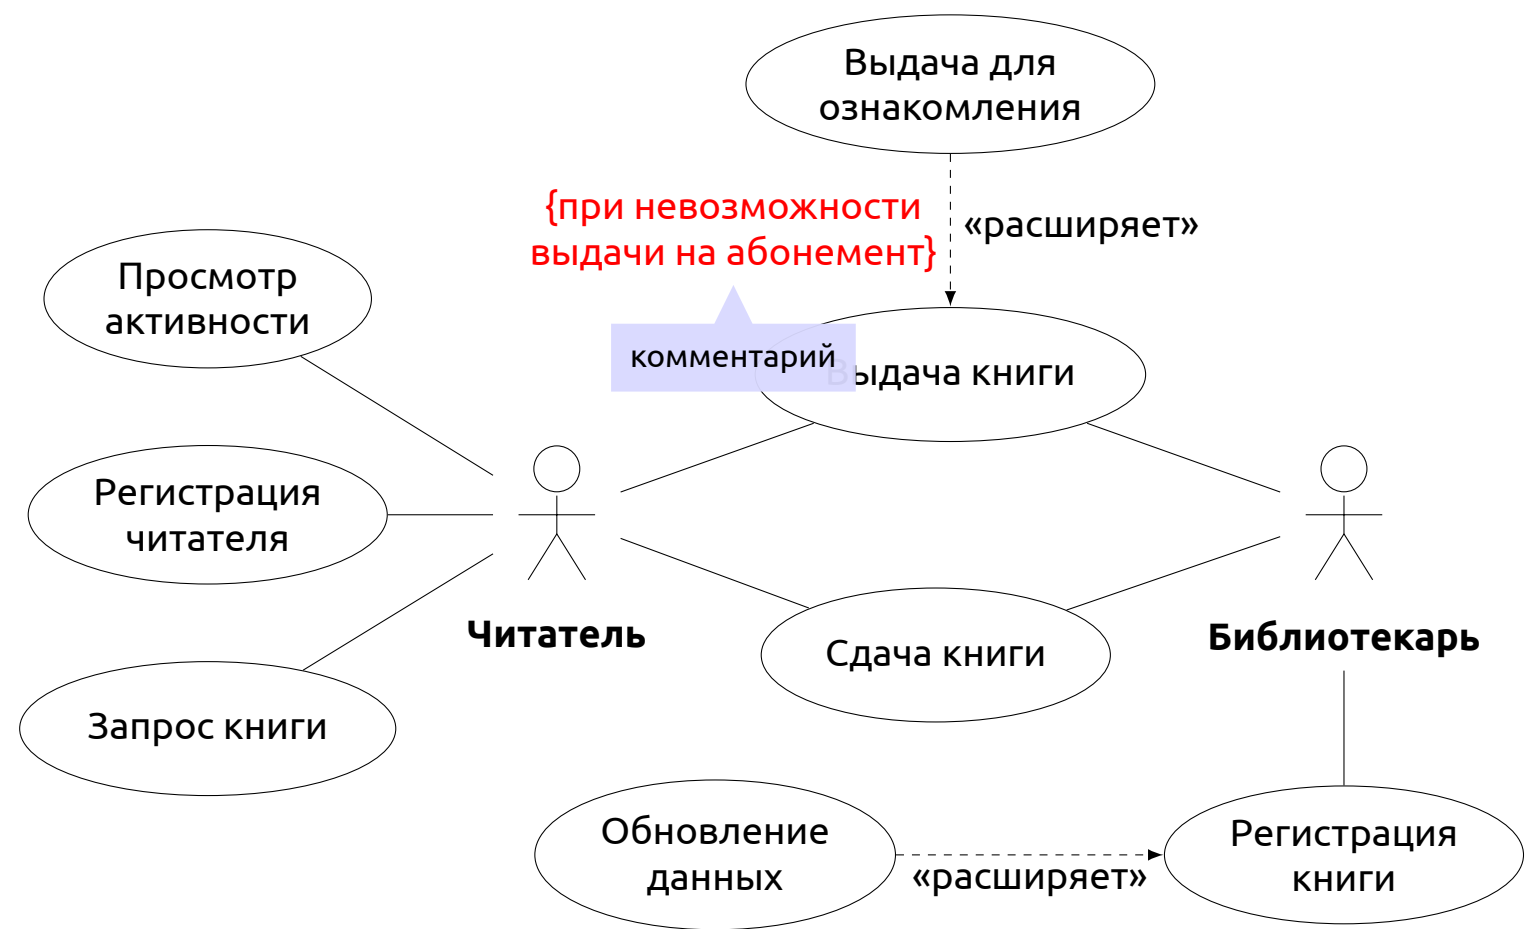 Выдача для
ознакомления
{при невозможности
выдачи на абонемент}
«расширяет»
Просмотр
активности
комментарий
Выдача книги
Регистрация
читателя
Читатель
Библиотекарь
Сдача книги
Запрос книги
Обновление
данных
«расширяет»
Регистрация
книги